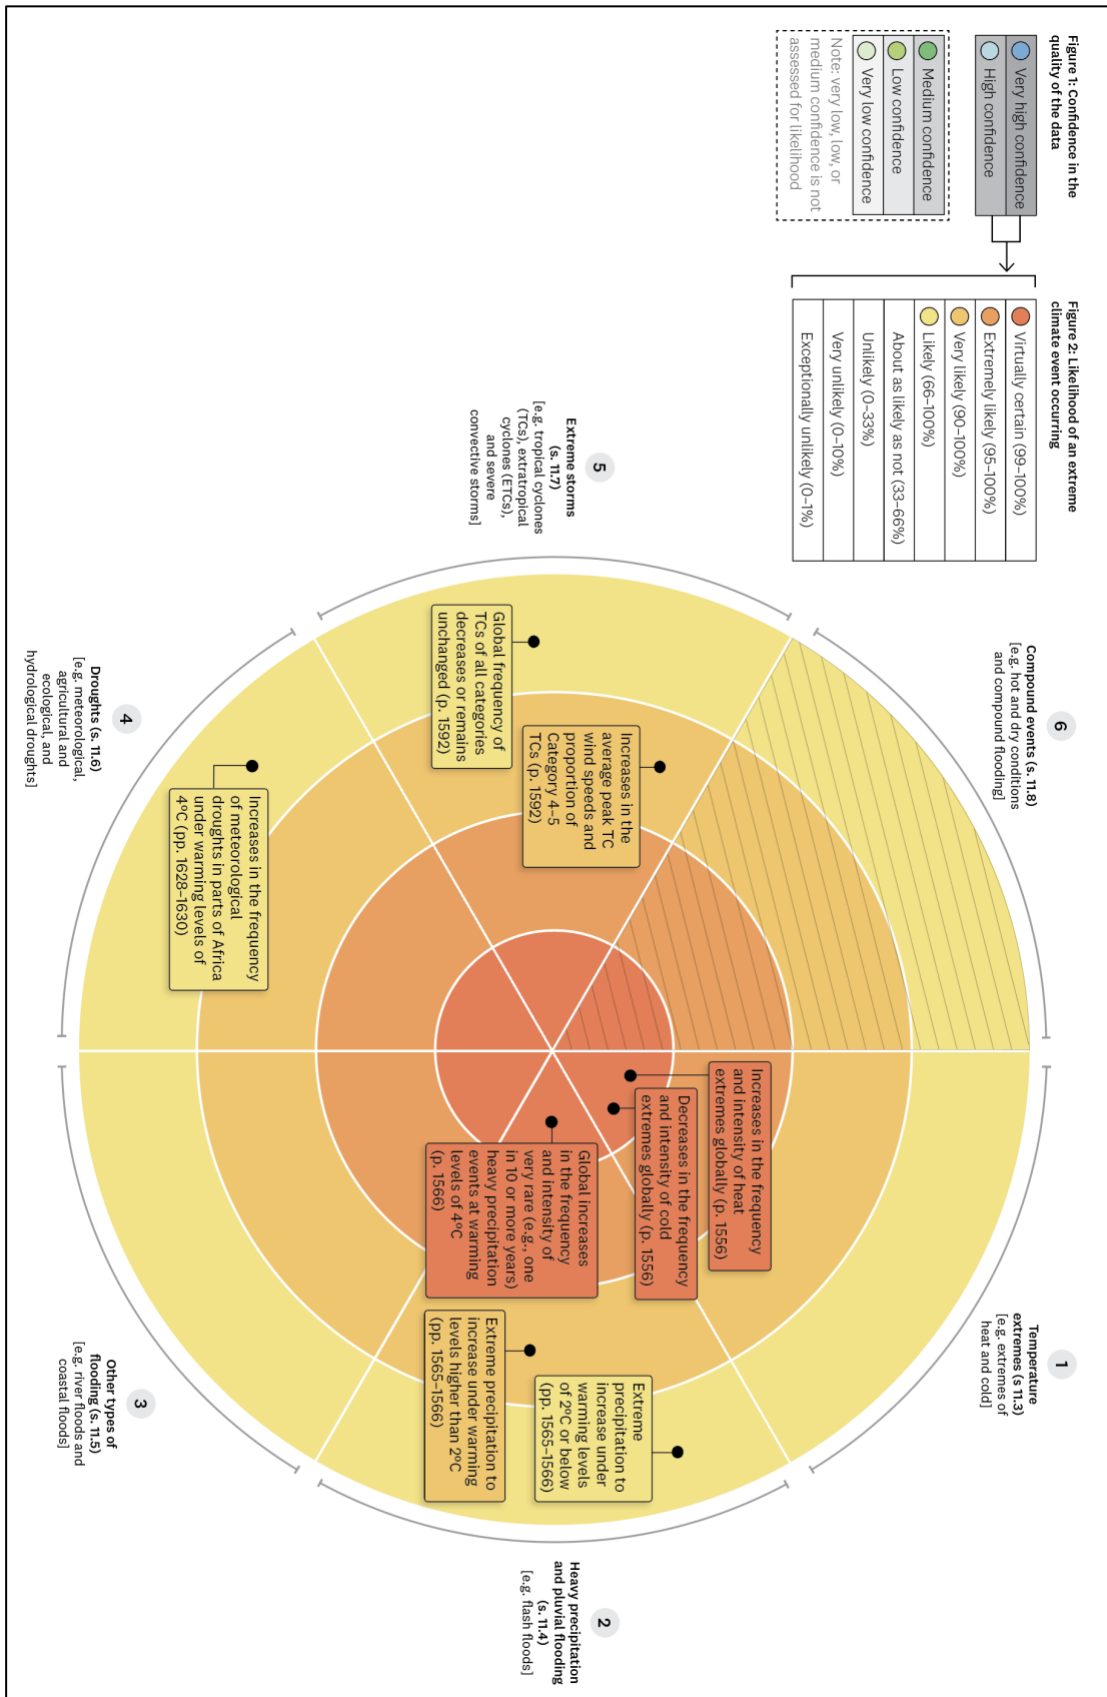 Figure 1: Confidence in the
quality of the data
Very high confidence
High confidence
Medium confidence
Low confidence
Very low confidence
Note: very low, low, or
medium confidence is not
assessed for likelihood
Figure 2: Likelihood of an extreme
climate event occurring
Virtually certain (99–100%)
Extremely likely (95–100%)
Very likely (90–100%)
Likely (66–100%)
About as likely as not (33–66%)
Unlikely (0–33%)
Very unlikely (0–10%)
Exceptionally unlikely (0–1%)
6
Compound events (s. 11.8)
[e.g. hot and dry conditions
and compound flooding]
1
Temperature
extremes (s 11.3)
[e.g. extremes of
heat and cold]
Increases in the frequency
and intensity of heat
extremes globally (p. 1556)
Decreases in the frequency
and intensity of cold
extremes globally (p. 1556)
5
Extreme storms
(s. 11.7)
[e.g. tropical cyclones
(TCs), extratropical
cyclones (ETCs),
and severe
convective storms]
Increases in the
average peak TC
wind speeds and
proportion of
Category 4–5
TCs (p. 1592)
Global frequency of
TCs of all categories
decreases or remains
unchanged (p. 1592)
Global increases
in the frequency
and intensity of
very rare (e.g., one
in 10 or more years)
heavy precipitation
events at warming
levels of 4ºC
(p. 1566)
Extreme
precipitation to
increase under
warming levels
of 2ºC or below
(pp. 1565–1566)
Extreme precipitation to
increase under warming
levels higher than 2ºC
(pp. 1565–1566)
2
Heavy precipitation
and pluvial flooding
(s. 11.4)
[e.g. flash floods]
4
Droughts (s. 11.6)
[e.g. meteorological,
agricultural and
ecological, and
hydrological droughts]
Increases in the frequency
of meteorological
droughts in parts of Africa
under warming levels of
4ºC (pp. 1628–1630)
3
Other types of
flooding (s. 11.5)
[e.g. river floods and
coastal floods]